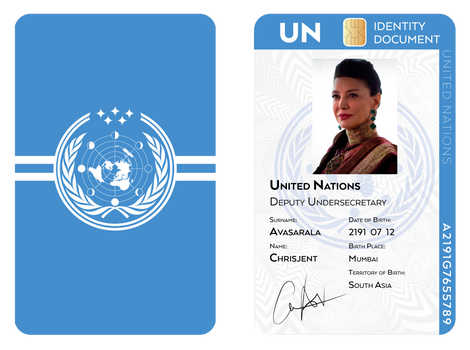 UN
IDENTITY
DOCUMENT
UNITED NATIONS
United Nations
Deputy Undersecretary
Surname:
Avasarala
Date of Birth:
2191 07 12
Name:
Chrisjent
Birth Place:
Mumbai
Territory of Birth:
South Asia
A2191G7655789